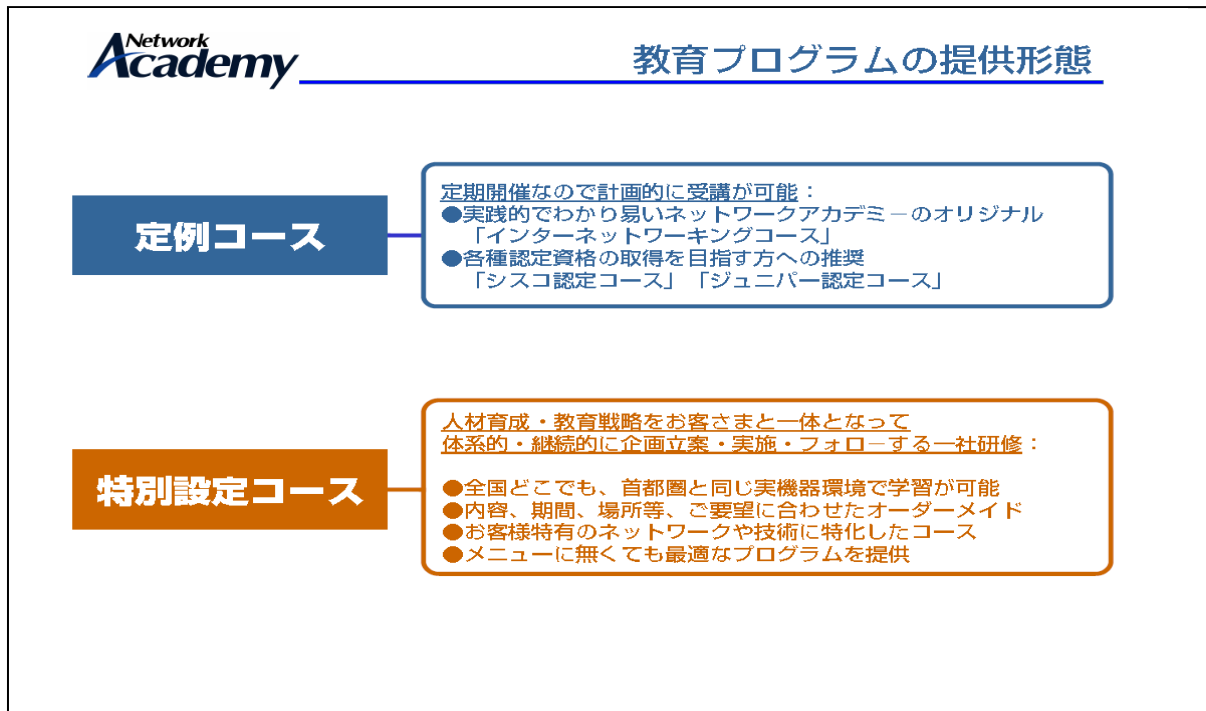 Network
Academy
教育プログラムの提供形態
定例コース
定期開催なので計画的に受講が可能：
●実践的でわかり易いネットワークアカデミーのオリジナル
「インターネットワーキングコース」
●各種認定資格の取得を目指す方への推奨
「シスコ認定コース」「ジュニパー認定コース」
特別設定コース
人材育成・教育戦略をお客さまと一体となって
体系的・継続的に企画立案・実施・フォローする一社研修：
●全国どこでも、首都圏と同じ実機器環境で学習が可能
●内容、期間、場所等、ご要望に合わせたオーダーメイド
●お客様特有のネットワークや技術に特化したコース
●メニューに無くても最適なプログラムを提供